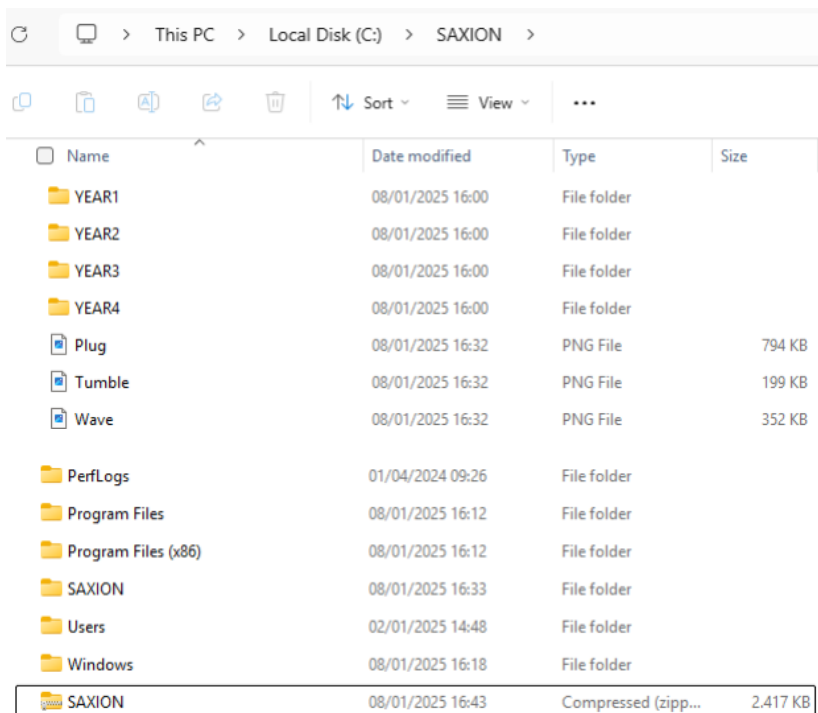 This PC > Local Disk (C:) > SAXION >
Sort View ...
Name Date modified Type Size
YEAR1 08/01/2025 16:00 File folder
YEAR2 08/01/2025 16:00 File folder
YEAR3 08/01/2025 16:00 File folder
YEAR4 08/01/2025 16:00 File folder
Plug 08/01/2025 16:32 PNG File 794 KB
Tumble 08/01/2025 16:32 PNG File 199 KB
Wave 08/01/2025 16:32 PNG File 352 KB
PerfLogs 01/04/2024 09:26 File folder
Program Files 08/01/2025 16:12 File folder
Program Files (x86) 08/01/2025 16:12 File folder
SAXION 08/01/2025 16:33 File folder
Users 02/01/2025 14:48 File folder
Windows 08/01/2025 16:18 File folder
SAXION 08/01/2025 16:43 Compressed (zipp... 2.417 KB